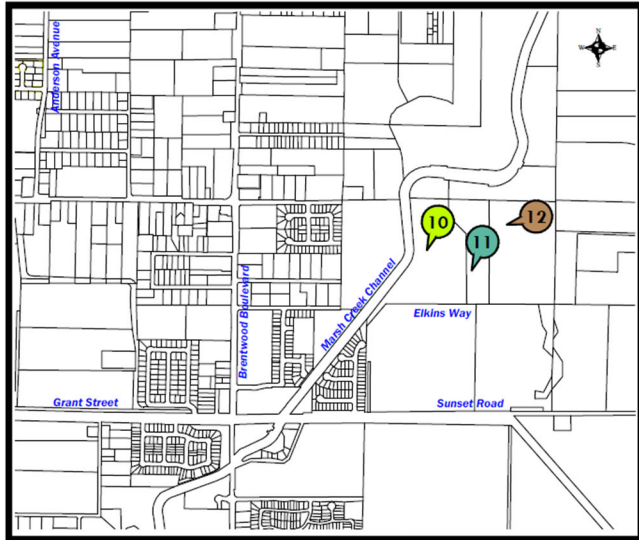 Anderson Avenue
N
W E
S
10
12
11
Brentwood Boulevard
Marsh Creek Channel
Elkins Way
Grant Street
Sunset Road